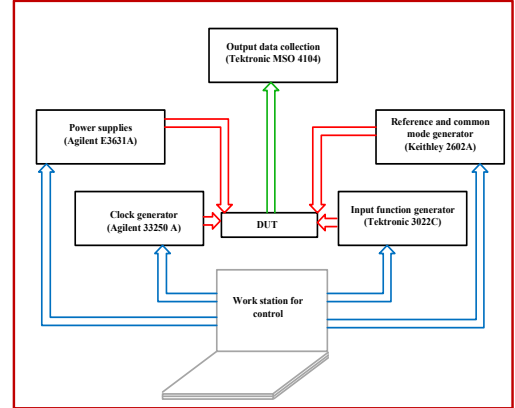 Output data collection
(Tektronic MSO 4104)
Power supplies
(Agilent E3631A)
Reference and common
mode generator
(Keithley 2602A)
Clock generator
(Agilent 33250 A)
DUT
Input function generator
(Tektronic 3022C)
Work station for
control